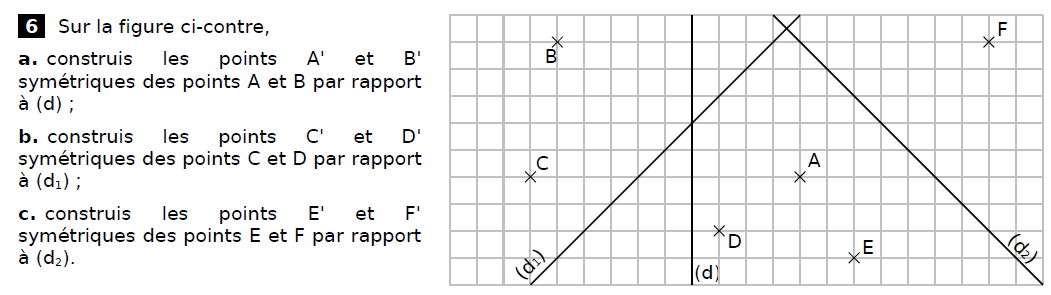 6 Sur la figure ci-contre,
a. construis les points A' et B'
symétriques des points A et B par rapport
à (d) ;
b. construis les points C' et D'
symétriques des points C et D par rapport
à (d₁) ;
c. construis les points E' et F'
symétriques des points E et F par rapport
à (d₂).
F
B
C
A
D
E
(d₁)
(d)
(d₂)